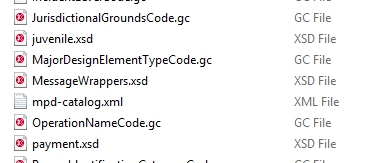 JurisdictionalGroundsCode.gc GC File
juvenile.xsd XSD File
MajorDesignElementTypeCode.gc GC File
MessageWrappers.xsd XSD File
mpd-catalog.xml XML File
OperationNameCode.gc GC File
payment.xsd XSD File